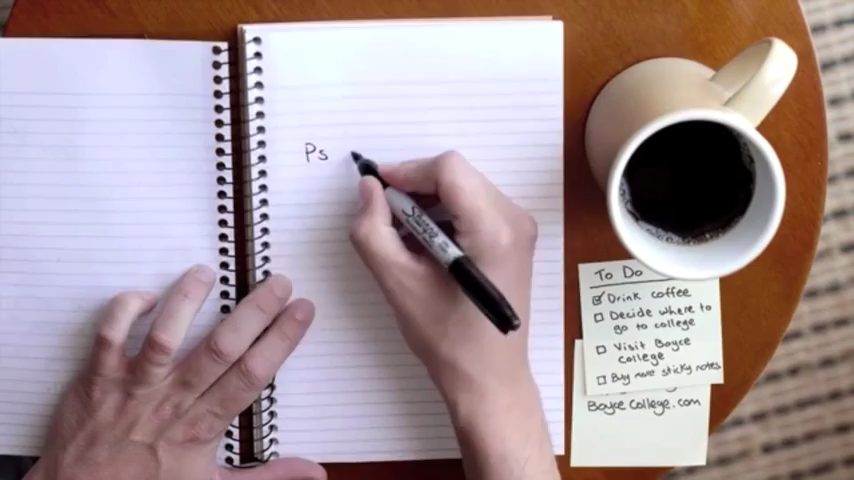 Ps
Sharpie
To Do
Drink coffee
Decide where to
go to college
Visit Boyce
College
Buy more sticky notes
BoyceCollege.com